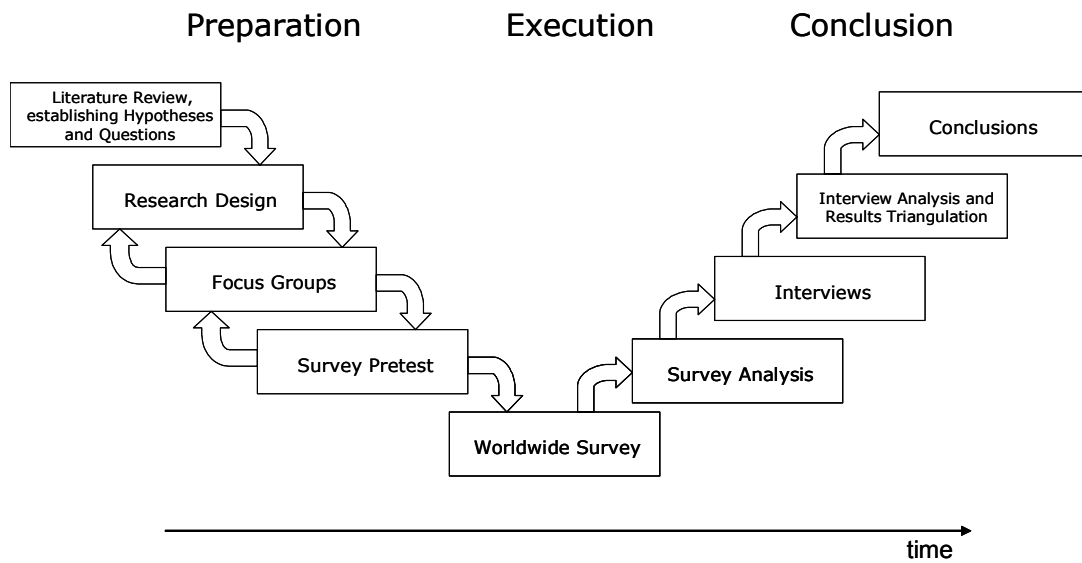 Preparation
Execution
Conclusion
Literature Review,
establishing Hypotheses
and Questions
Research Design
Focus Groups
Survey Pretest
Worldwide Survey
Survey Analysis
Interviews
Interview Analysis and
Results Triangulation
Conclusions
time